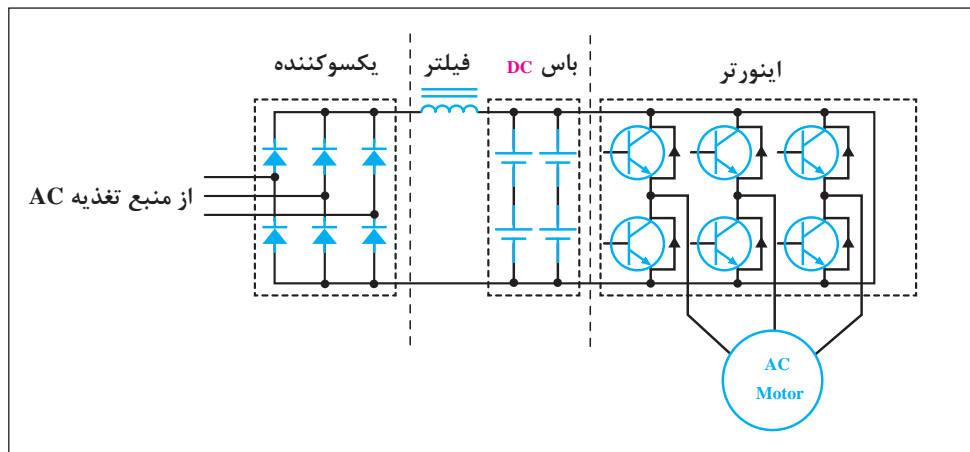 یکسوکننده
فیلتر
باس DC
اینورتر
از منبع تغذیه AC
AC
Motor